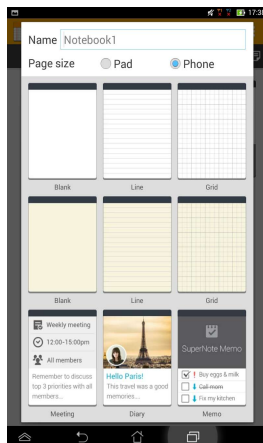 17:38
Name Notebook1
Page size Pad Phone
Blank Line Grid
Blank Line Grid
Weekly meeting
12:00-15:00pm
All members
Remember to discuss
top 3 priorities with all
members...
Hello Paris!
This travel was a good
memories...
SuperNote Memo
Buy eggs & milk
Call mom
Fix my kitchen
Meeting Diary Memo